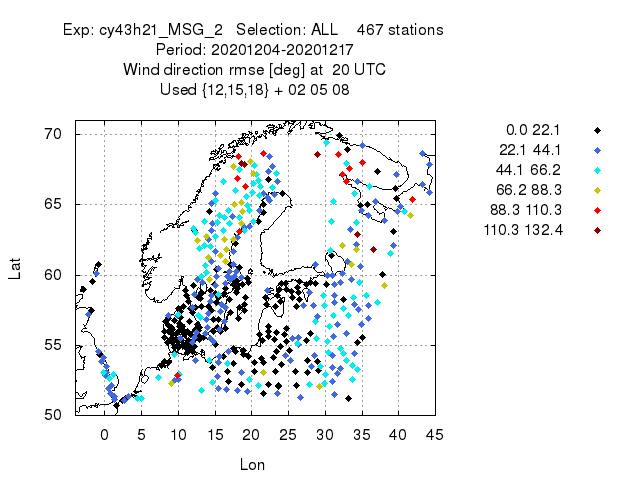 Exp: cy43h21_MSG_2   Selection: ALL    467 stations
Period: 20201204-20201217
Wind direction rmse [deg] at  20 UTC
Used {12,15,18} + 02 05 08
0.0 22.1
22.1 44.1
44.1 66.2
66.2 88.3
88.3 110.3
110.3 132.4
70
65
60
55
50
Lat
0 5 10 15 20 25 30 35 40 45
Lon